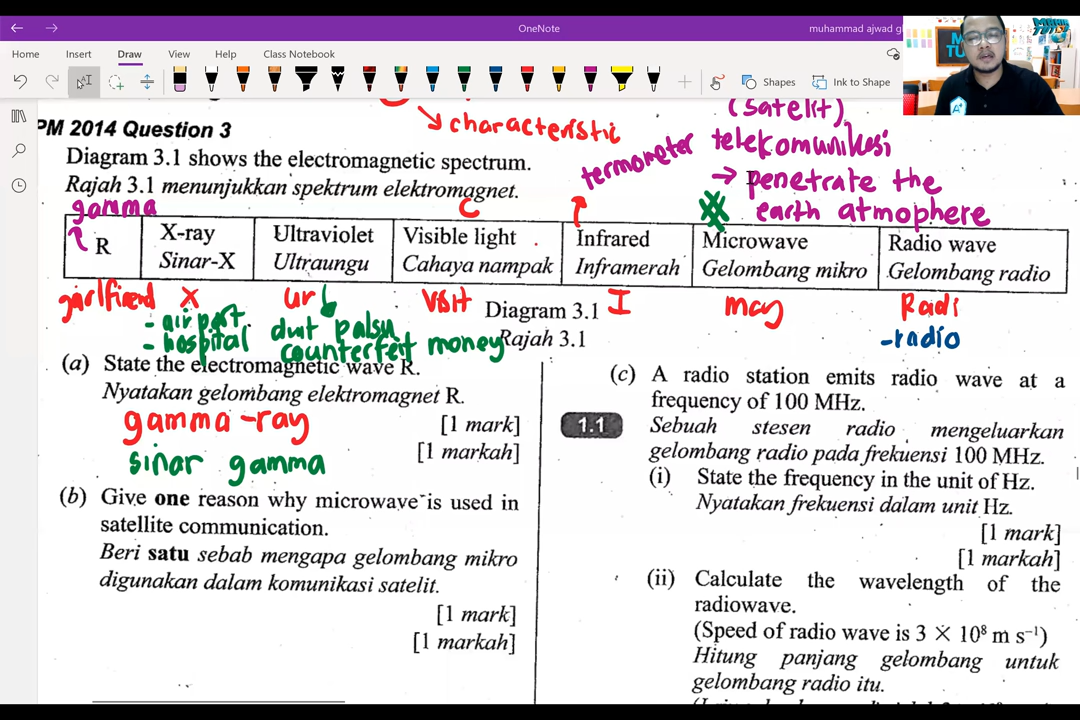 OneNote
muhammad ajwad g
Home Insert Draw View Help Class Notebook
Shapes Ink to Shape
(satelit)
characteristic
termometer telekomunikasi
→ penetrate the
earth atmophere
PM 2014 Question 3
Diagram 3.1 shows the electromagnetic spectrum.
Rajah 3.1 menunjukkan spektrum elektromagnet.
gamma
C
R
X-ray
Sinar-X
Ultraviolet
Ultraungu
Visible light
Cahaya nampak
Infrared
Inframerah
Microwave
Gelombang mikro
Radio wave
Gelombang radio
girlfirend X ur visit I may Radi
- airport
- hospital
duit palsu
counterfeit money
- radio
Diagram 3.1
Rajah 3.1
(a) State the electromagnetic wave R.
Nyatakan gelombang elektromagnet R.
gamma-ray
[1 mark]
[1 markah]
sinar gamma
(b) Give one reason why microwave is used in
satellite communication.
Beri satu sebab mengapa gelombang mikro
digunakan dalam komunikasi satelit.
[1 mark]
[1 markah]
(c) A radio station emits radio wave at a
frequency of 100 MHz.
1.1
Sebuah stesen radio mengeluarkan
gelombang radio pada frekuensi 100 MHz.
(i) State the frequency in the unit of Hz.
Nyatakan frekuensi dalam unit Hz.
[1 mark]
[1 markah]
(ii) Calculate the wavelength of the
radiowave.
(Speed of radio wave is 3 × 10⁸ m s⁻¹)
Hitung panjang gelombang untuk
gelombang radio itu.